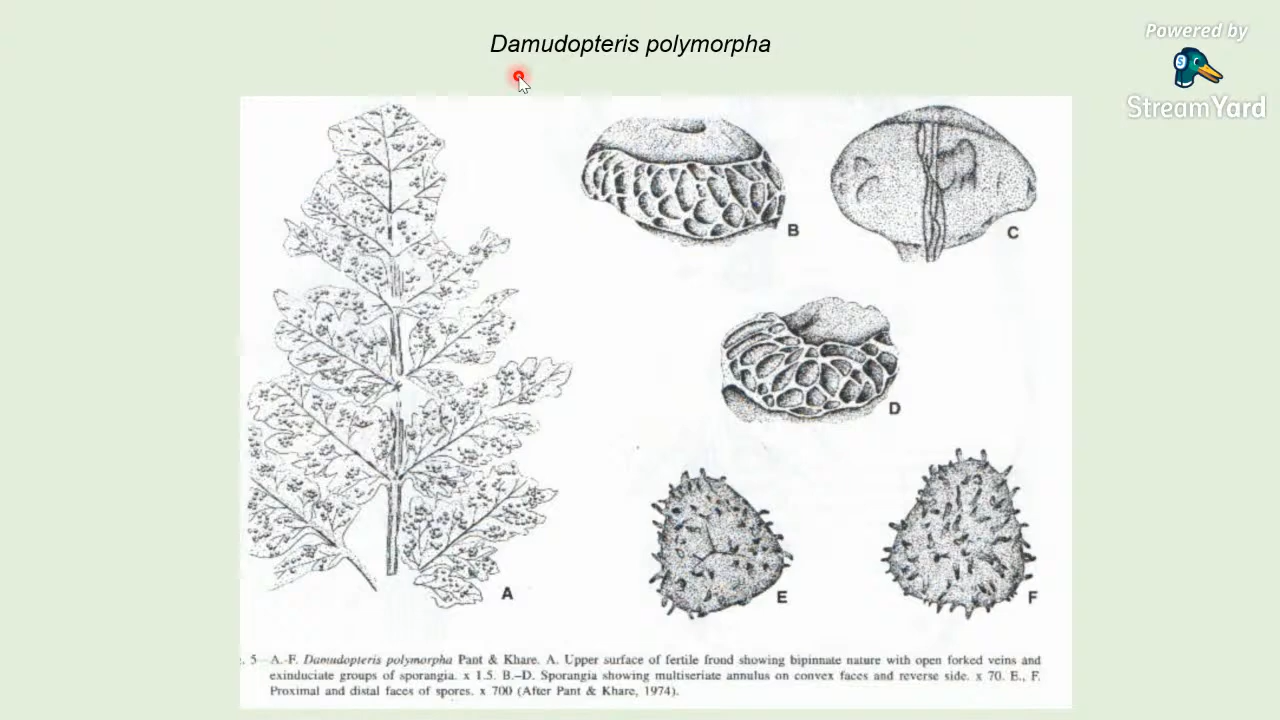 Damudopteris polymorpha
Powered by
StreamYard
B
C
D
E
F
A
. 5 A.-F. Damudopteris polymorpha Pant & Khare. A. Upper surface of fertile frond showing bipinnate nature with open forked veins and
exinduciate groups of sporangia. x 1.5. B.–D. Sporangia showing multiseriate annulus on convex faces and reverse side. x 70. E., F.
Proximal and distal faces of spores. x 700 (After Pant & Khare, 1974).